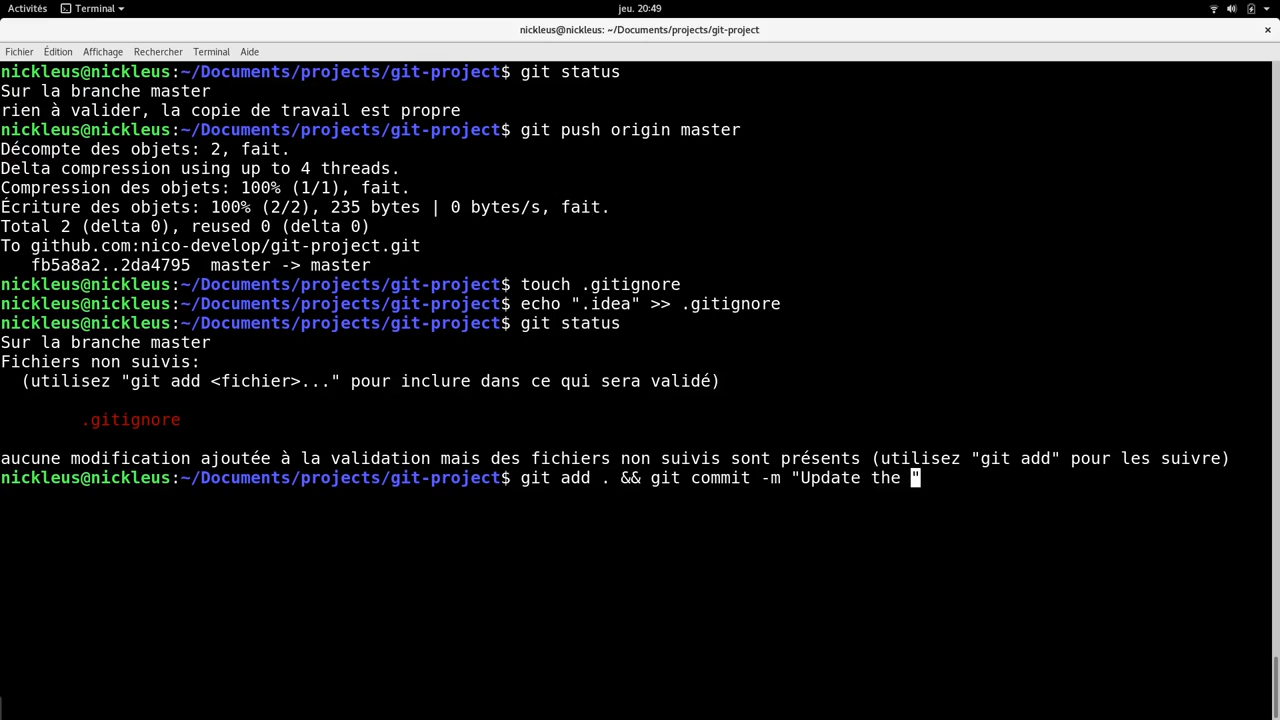 Activités Terminal jeu. 20:49
nickleus@nickleus: ~/Documents/projects/git-project ×
Fichier Édition Affichage Rechercher Terminal Aide
nickleus@nickleus:~/Documents/projects/git-project$ git status
Sur la branche master
rien à valider, la copie de travail est propre
nickleus@nickleus:~/Documents/projects/git-project$ git push origin master
Décompte des objets: 2, fait.
Delta compression using up to 4 threads.
Compression des objets: 100% (1/1), fait.
Écriture des objets: 100% (2/2), 235 bytes | 0 bytes/s, fait.
Total 2 (delta 0), reused 0 (delta 0)
To github.com:nico-develop/git-project.git
   fb5a8a2..2da4795  master -> master
nickleus@nickleus:~/Documents/projects/git-project$ touch .gitignore
nickleus@nickleus:~/Documents/projects/git-project$ echo ".idea" >> .gitignore
nickleus@nickleus:~/Documents/projects/git-project$ git status
Sur la branche master
Fichiers non suivis:
  (utilisez "git add <fichier>..." pour inclure dans ce qui sera validé)
        .gitignore
aucune modification ajoutée à la validation mais des fichiers non suivis sont présents (utilisez "git add" pour les suivre)
nickleus@nickleus:~/Documents/projects/git-project$ git add . && git commit -m "Update the "